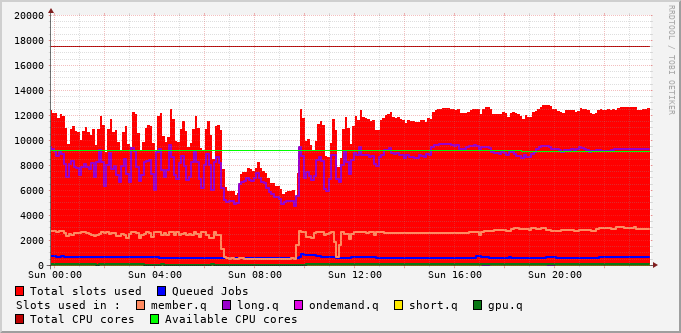 20000
18000
16000
14000
12000
10000
8000
6000
4000
2000
0
Sun 00:00 Sun 04:00 Sun 08:00 Sun 12:00 Sun 16:00 Sun 20:00
Total slots used Queued Jobs
Slots used in : member.q long.q ondemand.q short.q gpu.q
Total CPU cores Available CPU cores
RRDTOOL / TOBI OETIKER